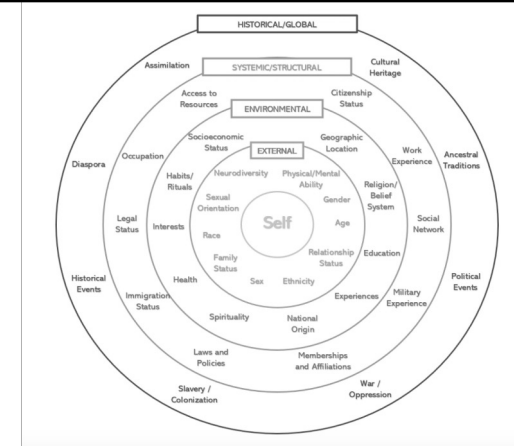 HISTORICAL/GLOBAL
Assimilation
SYSTEMIC/STRUCTURAL
Cultural
Heritage
Access to
Resources
Citizenship
Status
ENVIRONMENTAL
Socioeconomic
Status
Geographic
Location
EXTERNAL
Diaspora
Occupation
Work
Experience
Ancestral
Traditions
Habits/
Rituals
Neurodiversity
Physical/Mental
Ability
Religion/
Belief
System
Sexual
Orientation
Gender
Legal
Status
Interests
Race
Self
Age
Social
Network
Family
Status
Relationship
Status
Education
Historical
Events
Health
Sex
Ethnicity
Political
Events
Immigration
Status
Experiences
Military
Experience
Spirituality
National
Origin
Laws and
Policies
Memberships
and Affiliations
Slavery /
Colonization
War /
Oppression